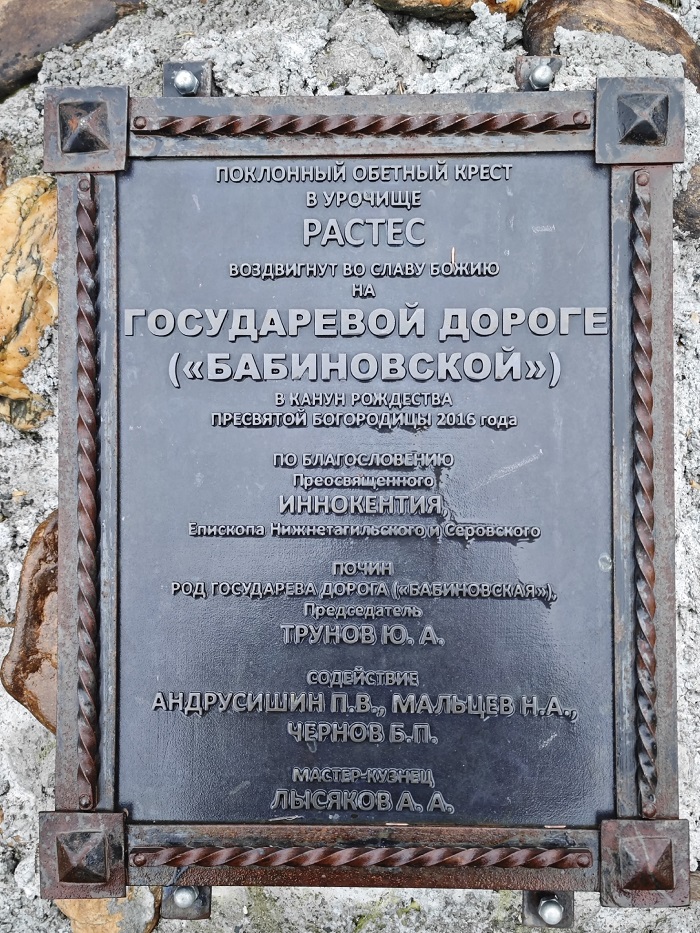 ПОКЛОННЫЙ ОБЕТНЫЙ КРЕСТ
В УРОЧИЩЕ
РАСТЕС
ВОЗДВИГНУТ ВО СЛАВУ БОЖИЮ
НА
ГОСУДАРЕВОЙ ДОРОГЕ
(«БАБИНОВСКОЙ»)
В КАНУН РОЖДЕСТВА
ПРЕСВЯТОЙ БОГОРОДИЦЫ 2016 года
ПО БЛАГОСЛОВЕНИЮ
Преосвященного
ИННОКЕНТИЯ,
Епископа Нижнетагильского и Серовского
ПОЧИН
РОД ГОСУДАРЕВА ДОРОГА («БАБИНОВСКАЯ»),
Председатель
ТРУНОВ Ю. А.
СОДЕЙСТВИЕ
АНДРУСИШИН П.В., МАЛЬЦЕВ Н.А.,
ЧЕРНОВ Б.П.
МАСТЕР-КУЗНЕЦ
ЛЫСЯКОВ А. А.